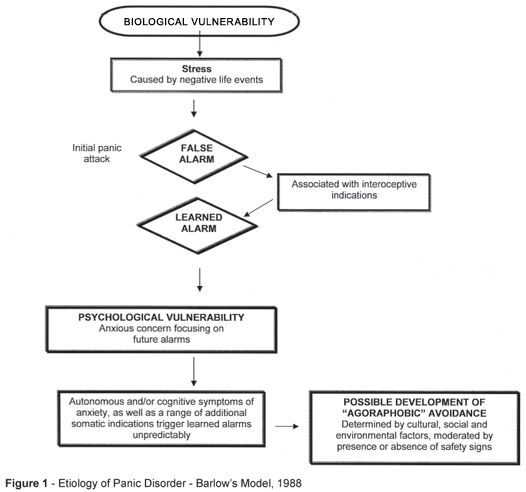 BIOLOGICAL VULNERABILITY
Stress
Caused by negative life events
Initial panic
attack
FALSE
ALARM
Associated with interoceptive
indications
LEARNED
ALARM
PSYCHOLOGICAL VULNERABILITY
Anxious concern focusing on
future alarms
Autonomous and/or cognitive symptoms of
anxiety, as well as a range of additional
somatic indications trigger learned alarms
unpredictably
POSSIBLE DEVELOPMENT OF
“AGORAPHOBIC” AVOIDANCE
Determined by cultural, social and
environmental factors, moderated by
presence or absence of safety signs
Figure 1 - Etiology of Panic Disorder - Barlow’s Model, 1988